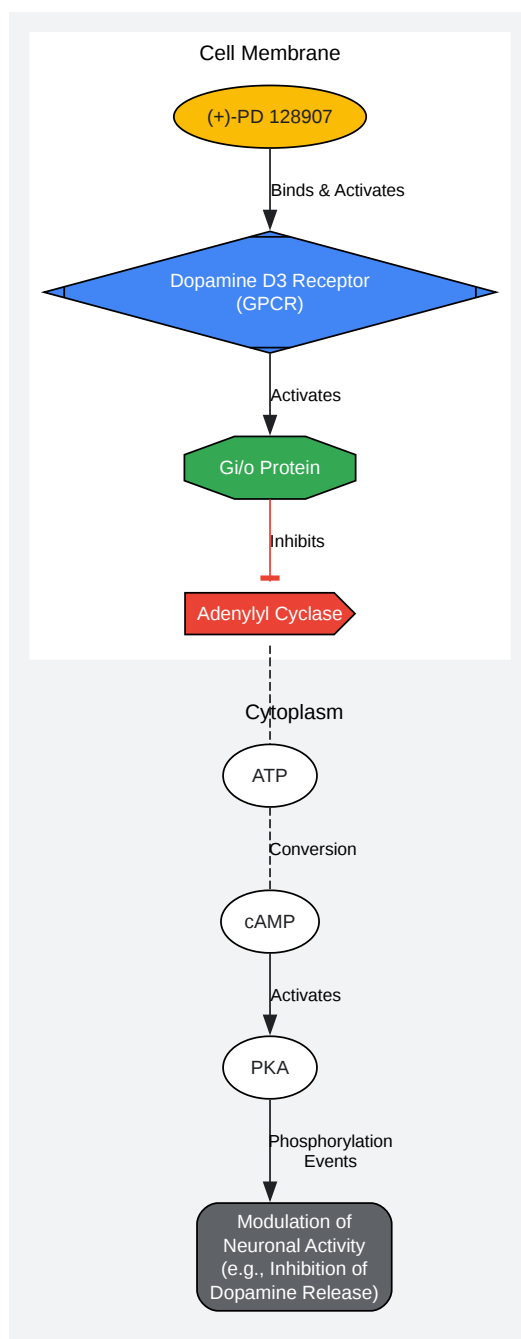 Cell Membrane
(+)-PD 128907
Binds & Activates
Dopamine D3 Receptor
(GPCR)
Activates
Gi/o Protein
Inhibits
Adenylyl Cyclase
Cytoplasm
ATP
Conversion
cAMP
Activates
PKA
Phosphorylation
Events
Modulation of
Neuronal Activity
(e.g., Inhibition of
Dopamine Release)